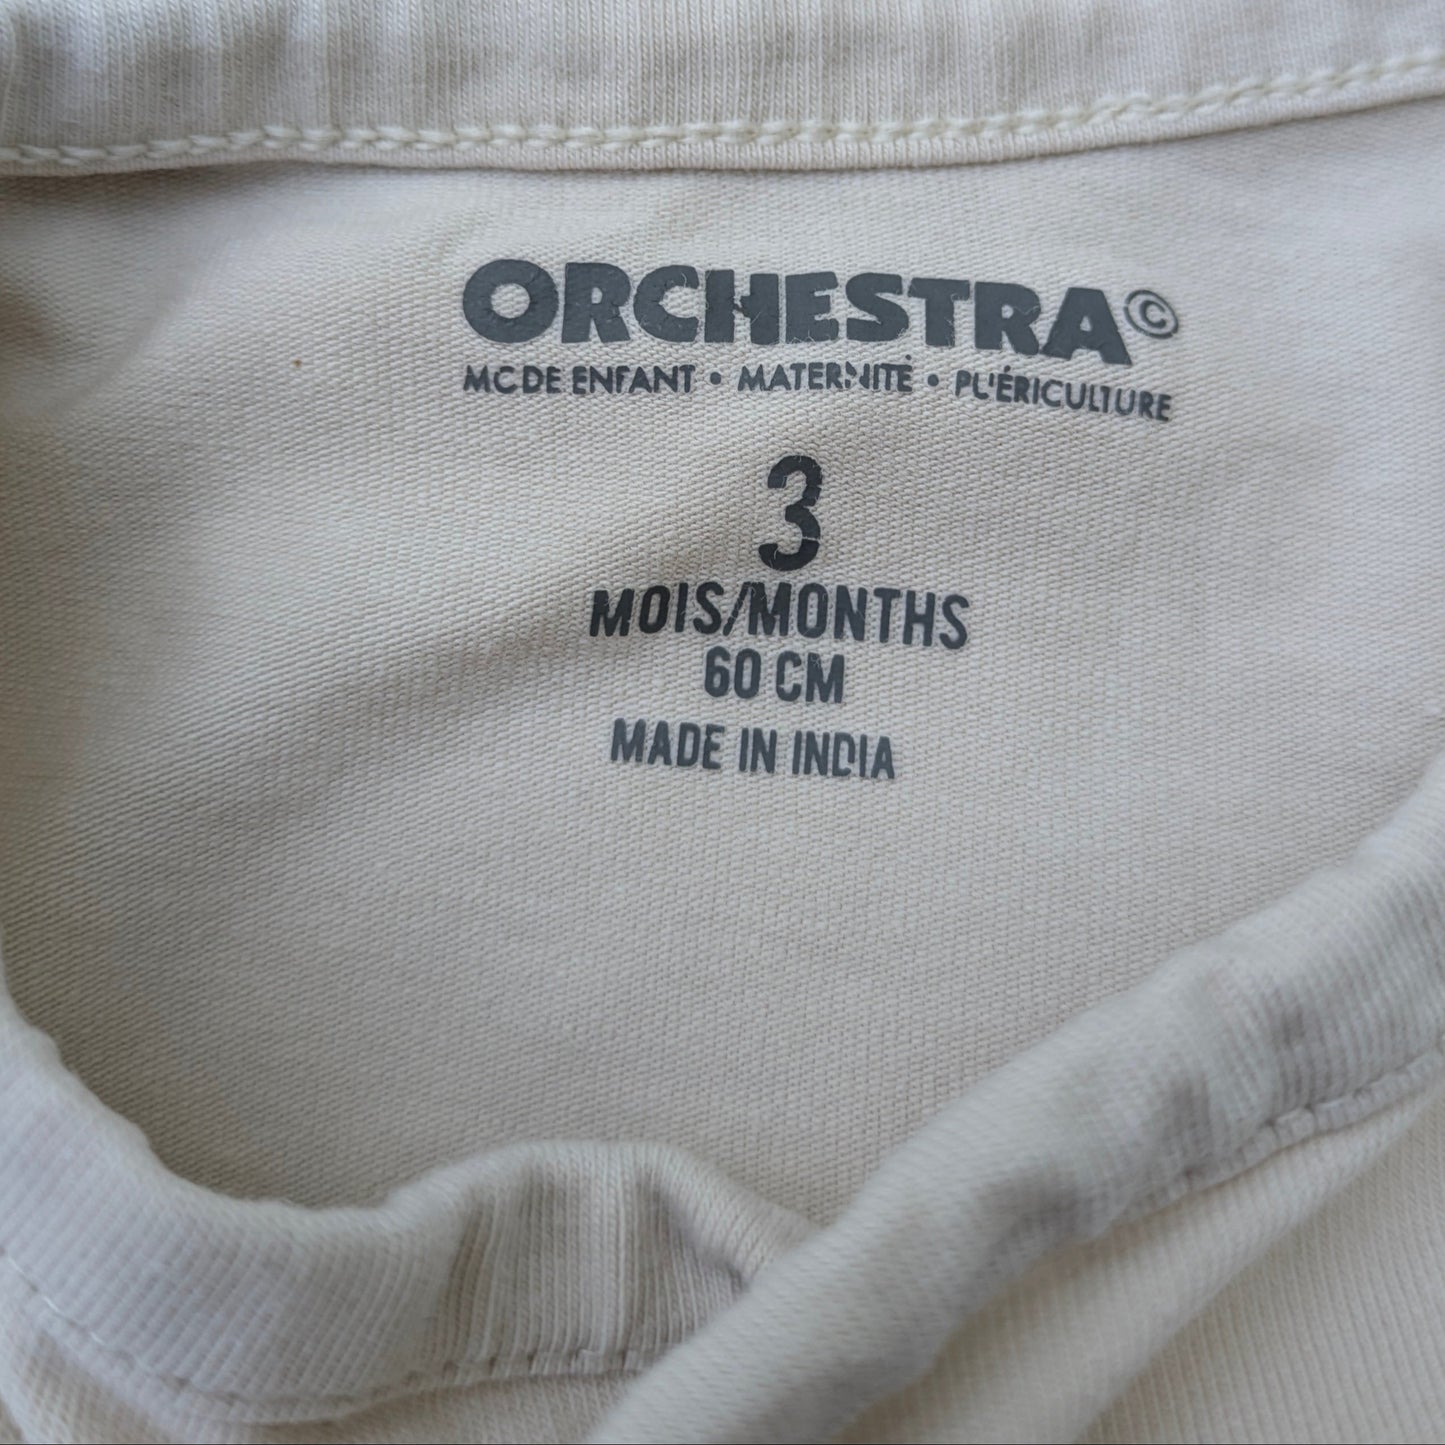 ORCHESTRA©
MODE ENFANT • MATERNITÉ • PUÉRICULTURE
3
MOIS/MONTHS
60 CM
MADE IN INDIA